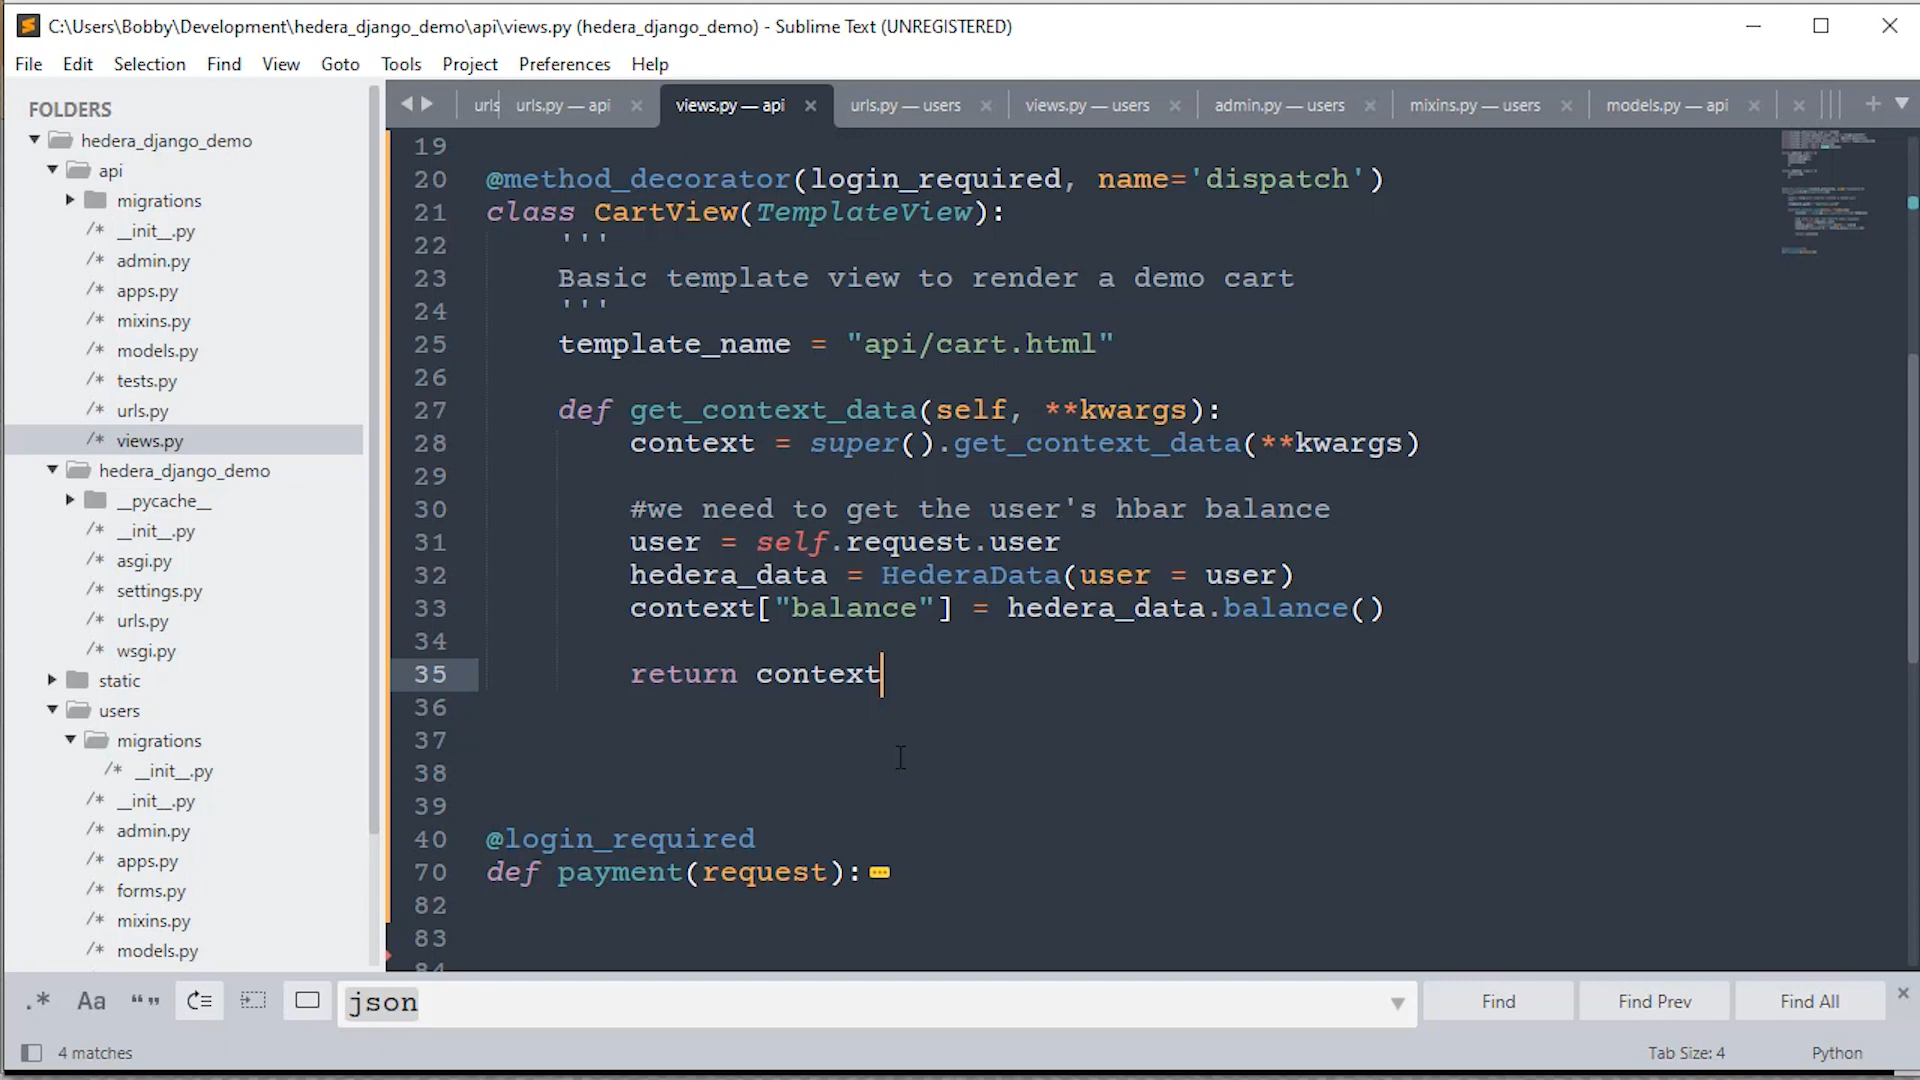 C:\Users\Bobby\Development\hedera_django_demo\api\views.py (hedera_django_demo) - Sublime Text (UNREGISTERED)
File Edit Selection Find View Goto Tools Project Preferences Help
FOLDERS
hedera_django_demo
api
migrations
/* __init__.py
/* admin.py
/* apps.py
/* mixins.py
/* models.py
/* tests.py
/* urls.py
/* views.py
hedera_django_demo
__pycache__
/* __init__.py
/* asgi.py
/* settings.py
/* urls.py
/* wsgi.py
static
users
migrations
/* __init__.py
/* __init__.py
/* admin.py
/* apps.py
/* forms.py
/* mixins.py
/* models.py
urls urls.py — api views.py — api urls.py — users views.py — users admin.py — users mixins.py — users models.py — api
19
20 @method_decorator(login_required, name='dispatch')
21 class CartView(TemplateView):
22 '''
23 Basic template view to render a demo cart
24 '''
25 template_name = "api/cart.html"
26
27 def get_context_data(self, **kwargs):
28 context = super().get_context_data(**kwargs)
29
30 #we need to get the user's hbar balance
31 user = self.request.user
32 hedera_data = HederaData(user = user)
33 context["balance"] = hedera_data.balance()
34
35 return context
36
37
38
39
40 @login_required
70 def payment(request):
82
83
84
.* Aa “ ” json Find Find Prev Find All
4 matches Tab Size: 4 Python